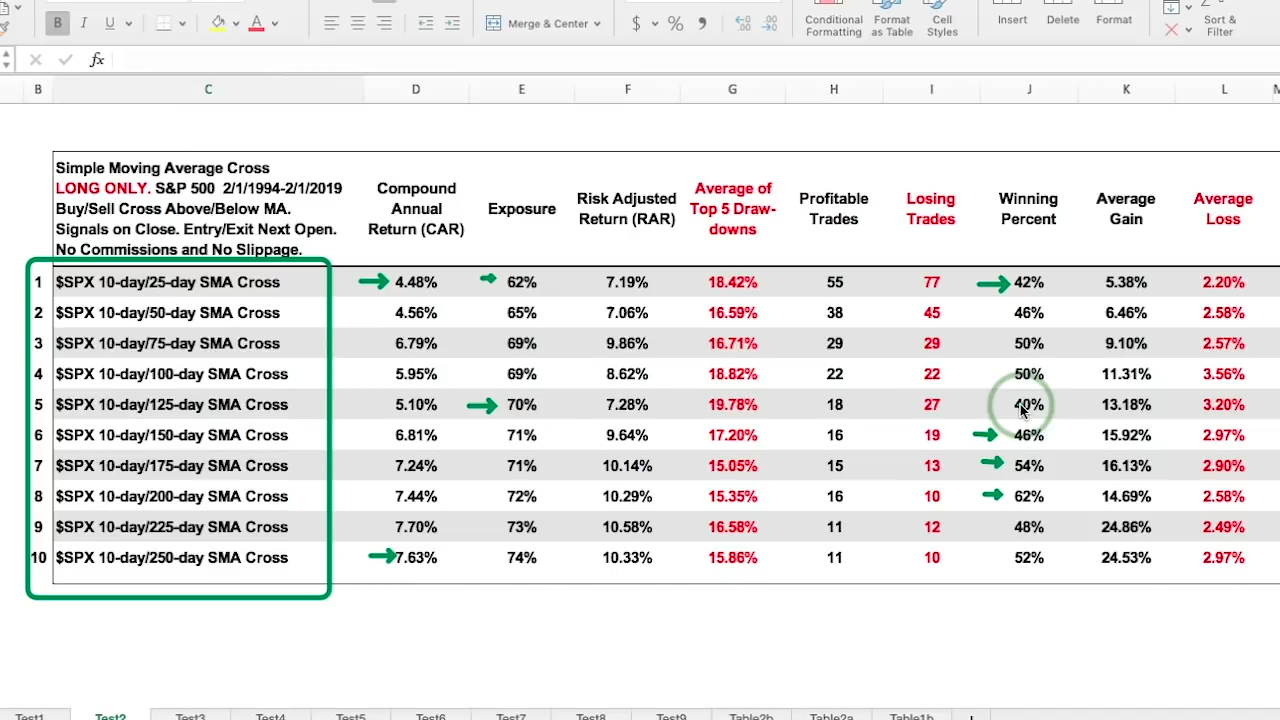 B I U
Merge & Center
$ % 9
Conditional Formatting
Format as Table
Cell Styles
Insert
Delete
Format
Sort & Filter
fx
B C D E F G H I J K L
Simple Moving Average Cross
LONG ONLY. S&P 500 2/1/1994-2/1/2019
Buy/Sell Cross Above/Below MA.
Signals on Close. Entry/Exit Next Open.
No Commissions and No Slippage.
Compound Annual Return (CAR)
Exposure
Risk Adjusted Return (RAR)
Average of Top 5 Draw-downs
Profitable Trades
Losing Trades
Winning Percent
Average Gain
Average Loss
1 $SPX 10-day/25-day SMA Cross 4.48% 62% 7.19% 18.42% 55 77 42% 5.38% 2.20%
2 $SPX 10-day/50-day SMA Cross 4.56% 65% 7.06% 16.59% 38 45 46% 6.46% 2.58%
3 $SPX 10-day/75-day SMA Cross 6.79% 69% 9.86% 16.71% 29 29 50% 9.10% 2.57%
4 $SPX 10-day/100-day SMA Cross 5.95% 69% 8.62% 18.82% 22 22 50% 11.31% 3.56%
5 $SPX 10-day/125-day SMA Cross 5.10% 70% 7.28% 19.78% 18 27 40% 13.18% 3.20%
6 $SPX 10-day/150-day SMA Cross 6.81% 71% 9.64% 17.20% 16 19 46% 15.92% 2.97%
7 $SPX 10-day/175-day SMA Cross 7.24% 71% 10.14% 15.05% 15 13 54% 16.13% 2.90%
8 $SPX 10-day/200-day SMA Cross 7.44% 72% 10.29% 15.35% 16 10 62% 14.69% 2.58%
9 $SPX 10-day/225-day SMA Cross 7.70% 73% 10.58% 16.58% 11 12 48% 24.86% 2.49%
10 $SPX 10-day/250-day SMA Cross 7.63% 74% 10.33% 15.86% 11 10 52% 24.53% 2.97%
Test1 Test2 Test3 Test4 Test5 Test6 Test7 Test8 Test9 Table2b Table2a Table1b +